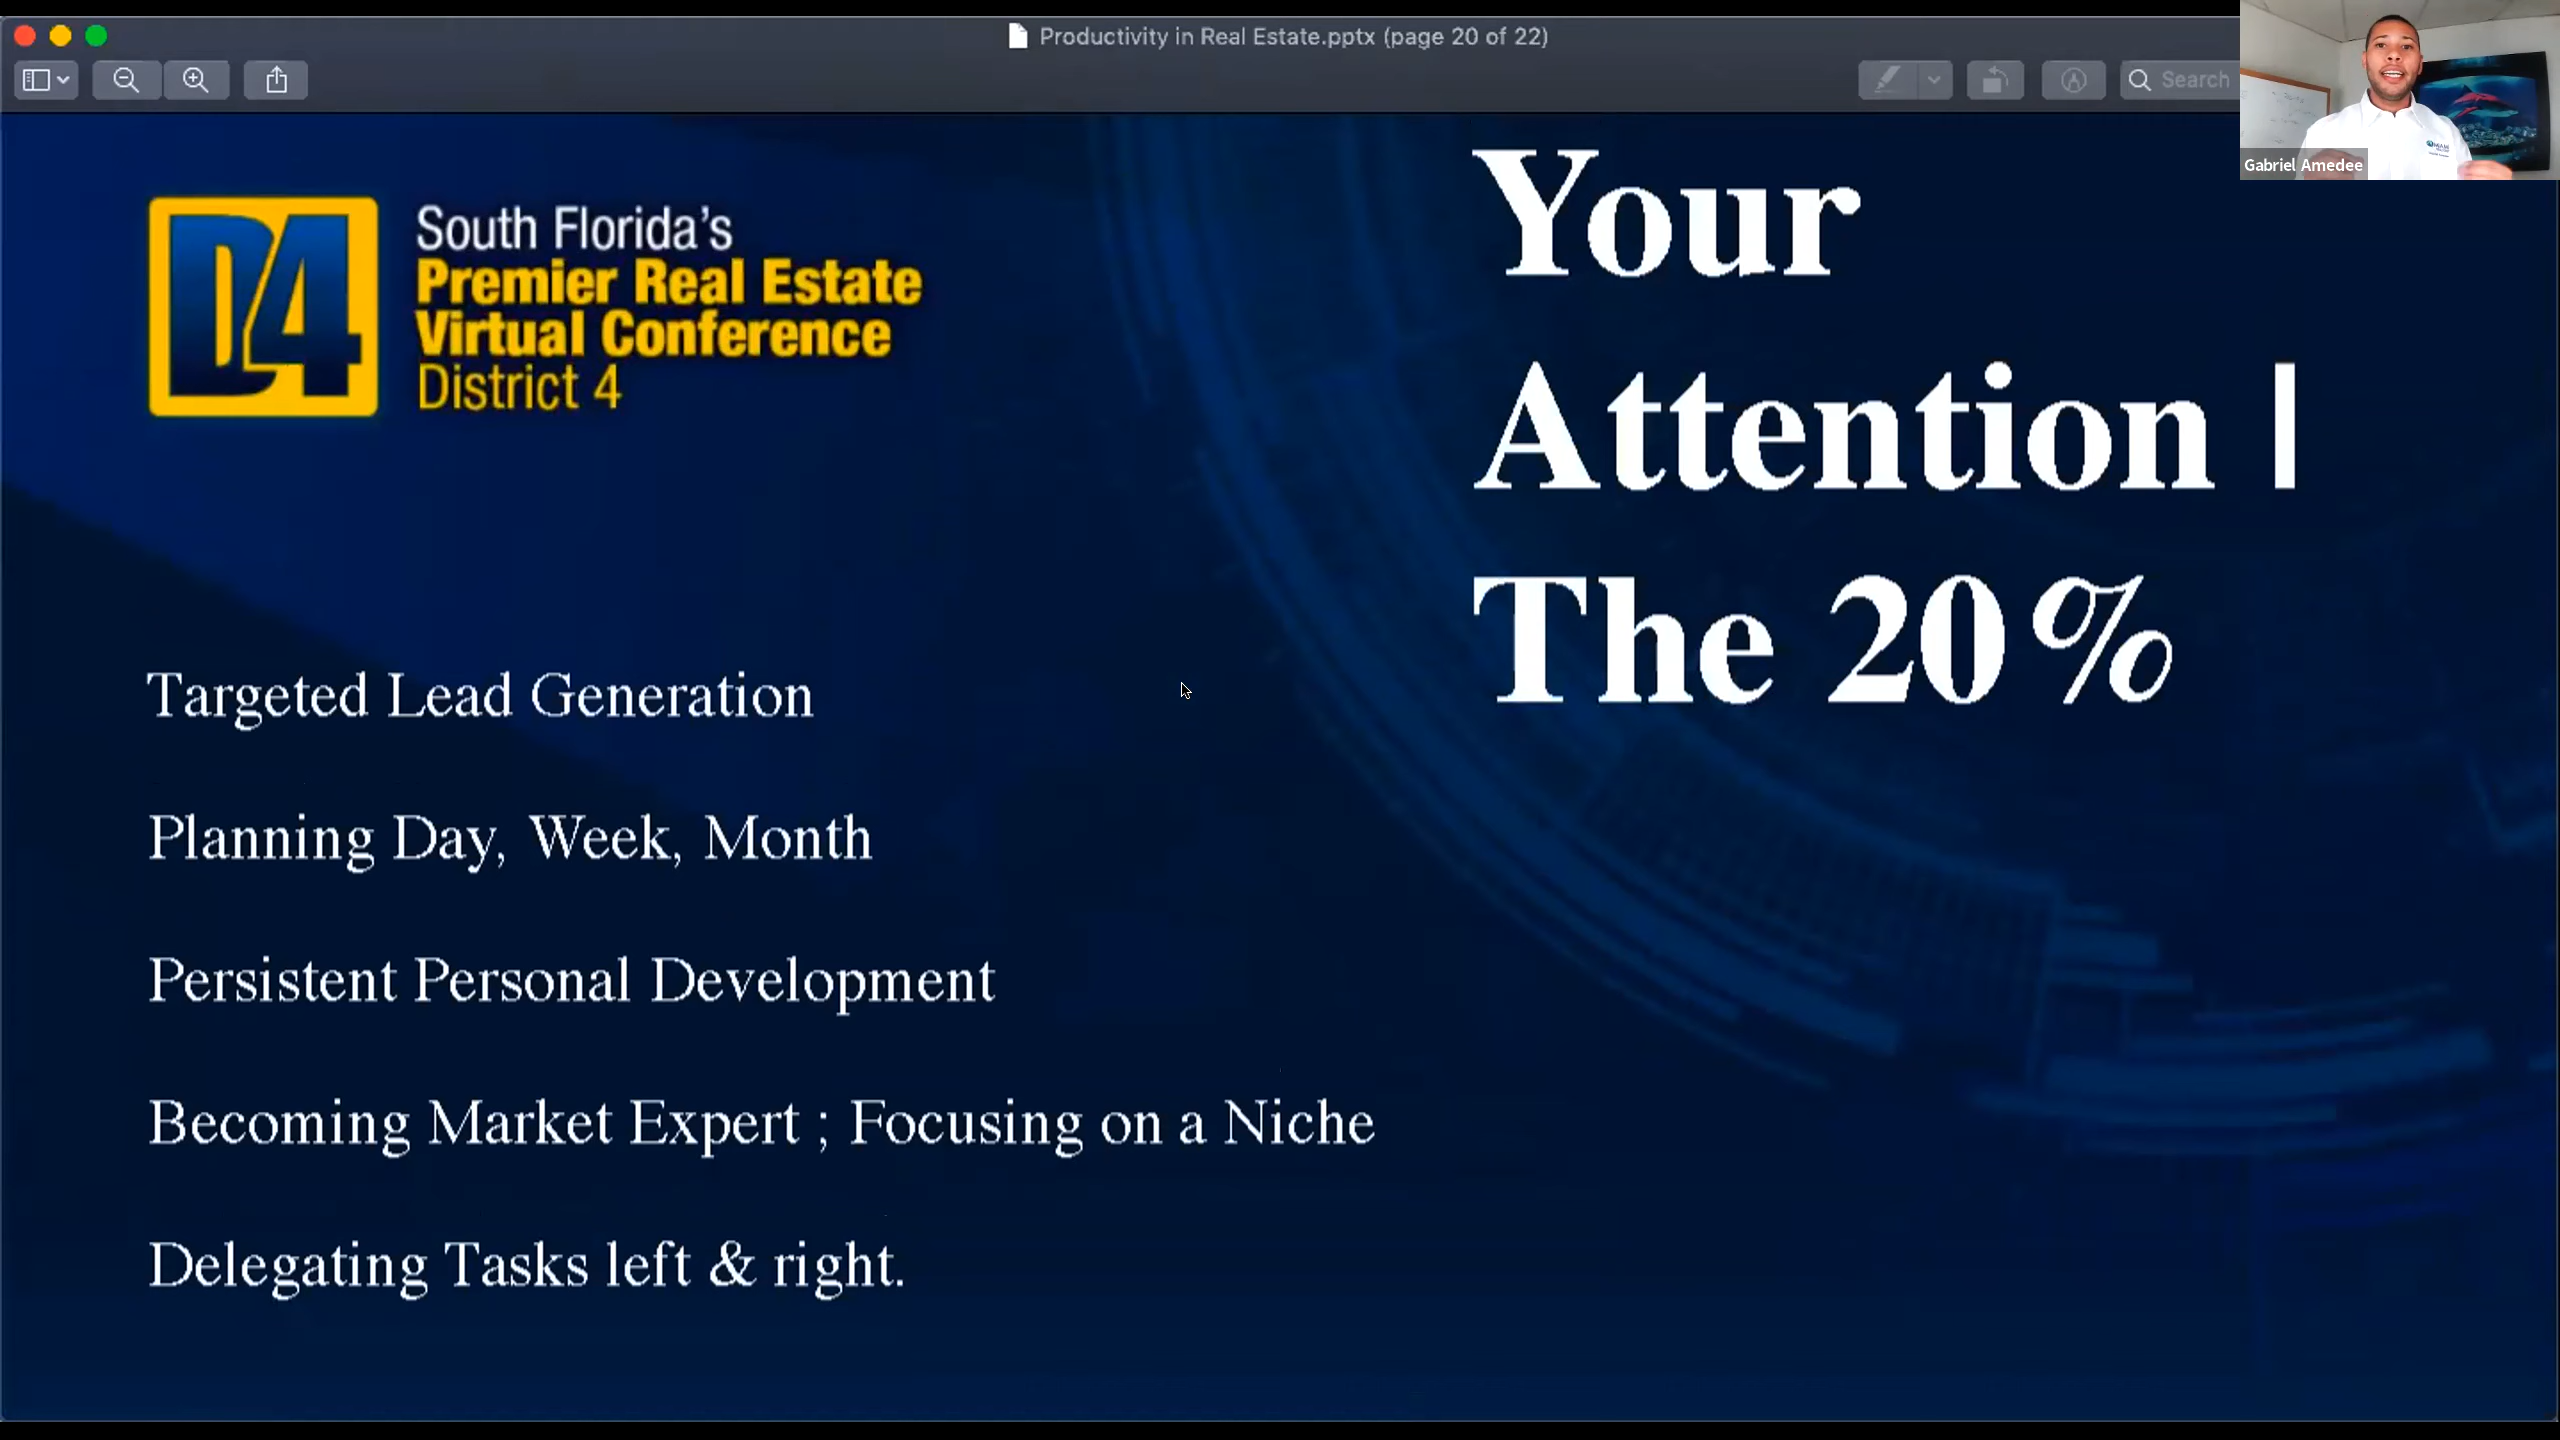 Productivity in Real Estate.pptx (page 20 of 22)
Search
Gabriel Amedee
D4
South Florida's
Premier Real Estate
Virtual Conference
District 4
Your
Attention |
The 20%
Targeted Lead Generation
Planning Day, Week, Month
Persistent Personal Development
Becoming Market Expert ; Focusing on a Niche
Delegating Tasks left & right.